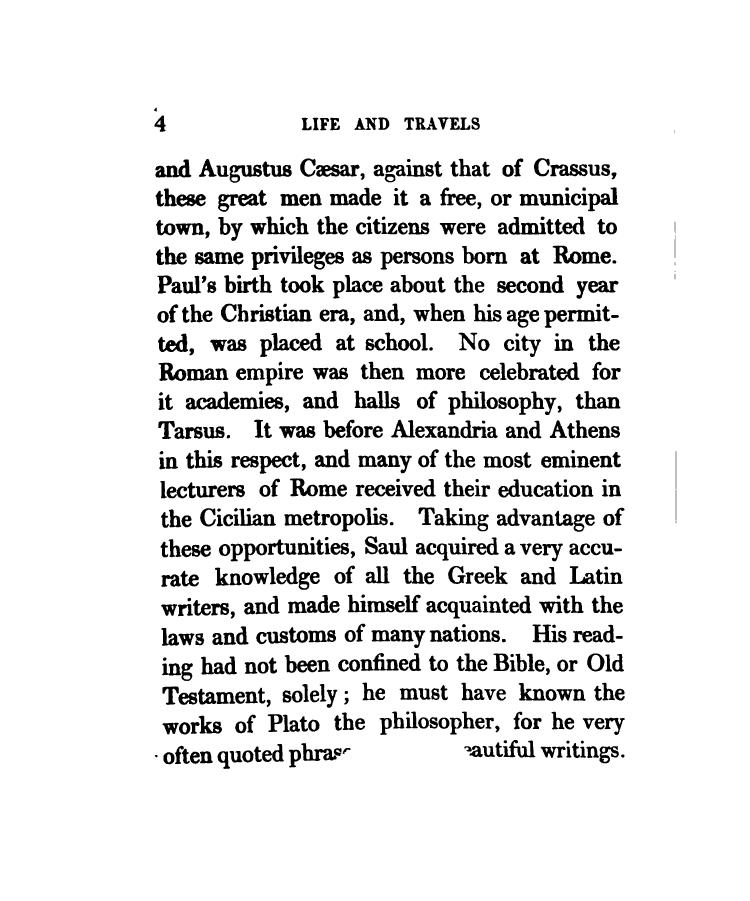 4 LIFE AND TRAVELS
and Augustus Cæsar, against that of Crassus,
these great men made it a free, or municipal
town, by which the citizens were admitted to
the same privileges as persons born at Rome.
Paul's birth took place about the second year
of the Christian era, and, when his age permit-
ted, was placed at school. No city in the
Roman empire was then more celebrated for
it academies, and halls of philosophy, than
Tarsus. It was before Alexandria and Athens
in this respect, and many of the most eminent
lecturers of Rome received their education in
the Cicilian metropolis. Taking advantage of
these opportunities, Saul acquired a very accu-
rate knowledge of all the Greek and Latin
writers, and made himself acquainted with the
laws and customs of many nations. His read-
ing had not been confined to the Bible, or Old
Testament, solely; he must have known the
works of Plato the philosopher, for he very
often quoted writings.